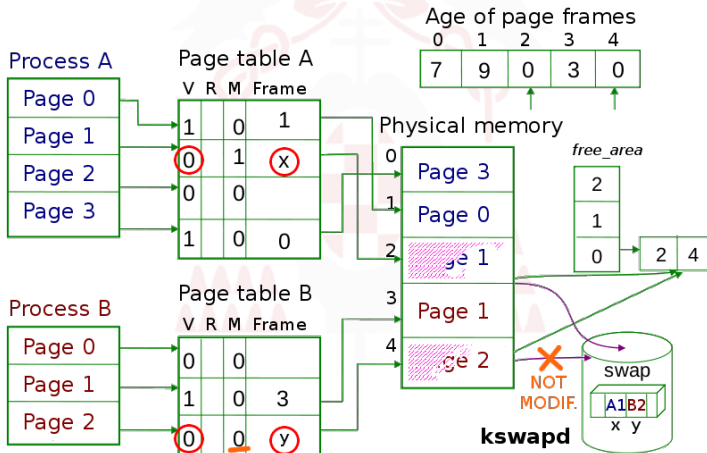 Age of page frames
0 1 2 3 4
7 9 0 3 0
Process A
Page 0
Page 1
Page 2
Page 3
Page table A
V R M Frame
1 0 1
0 1 x
0 0
1 0 0
Physical memory
0 Page 3
1 Page 0
2 ge 1
3 Page 1
4 ge 2
free_area
2
1
0
2 4
Process B
Page 0
Page 1
Page 2
Page table B
V R M Frame
0 0
1 0 3
0 0 y
NOT
MODIF.
swap
A1 B2
x y
kswapd